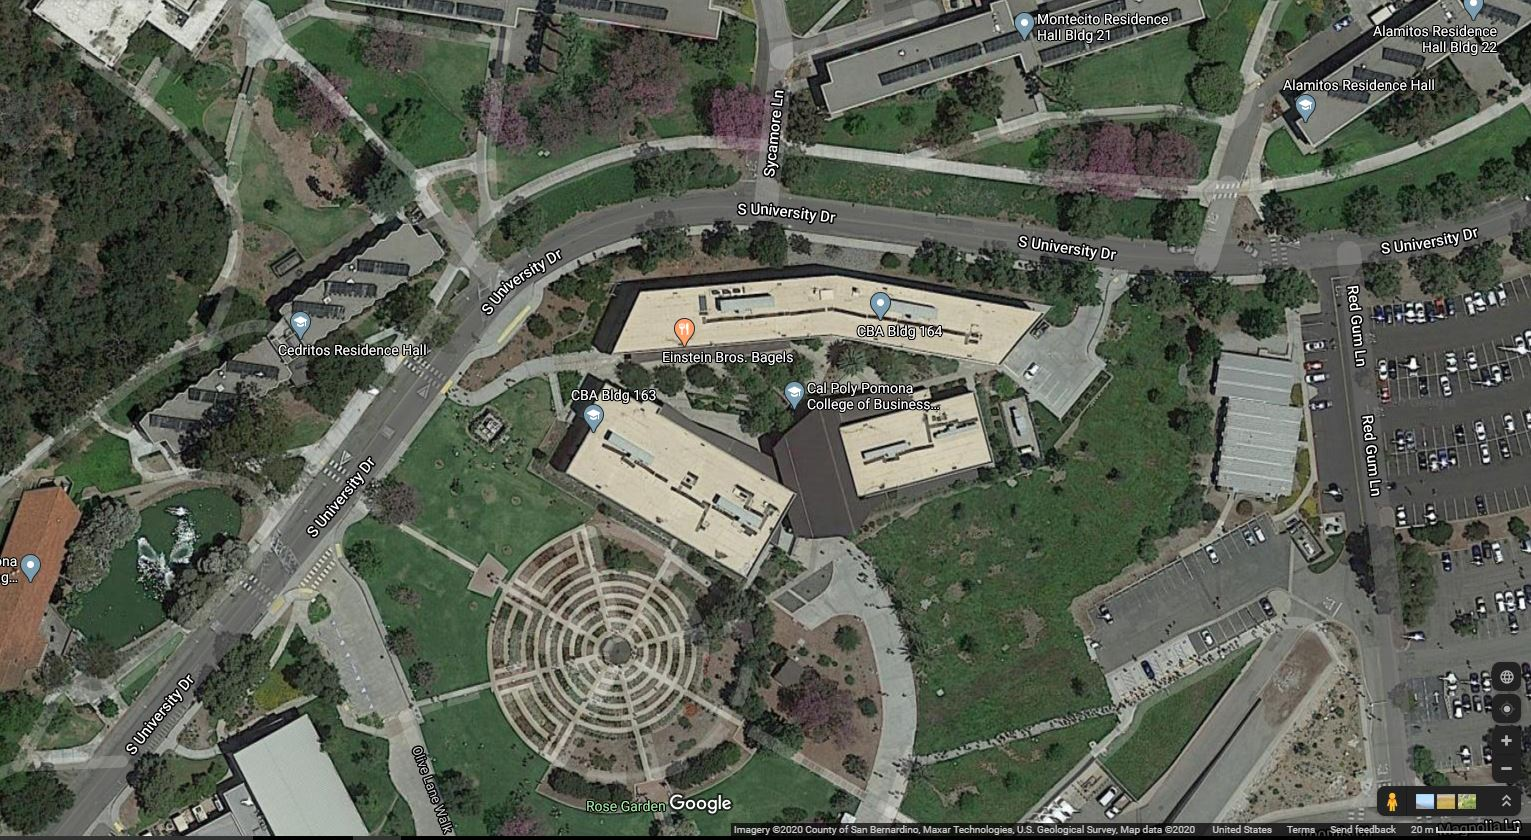 Montecito Residence
Hall Bldg 21
Alamitos Residence
Hall Bldg 22
Alamitos Residence Hall
Sycamore Ln
S University Dr
S University Dr
S University Dr
S University Dr
Red Gum Ln
CBA Bldg 164
Einstein Bros. Bagels
Cedritos Residence Hall
CBA Bldg 163
Cal Poly Pomona
College of Business...
Red Gum Ln
S University Dr
ona
g...
S University Dr
Olive Lane Walk
Rose Garden
Google
Imagery ©2020 County of San Bernardino, Maxar Technologies, U.S. Geological Survey, Map data ©2020 United States Terms Send feedback 20 m
Magnolia Ln